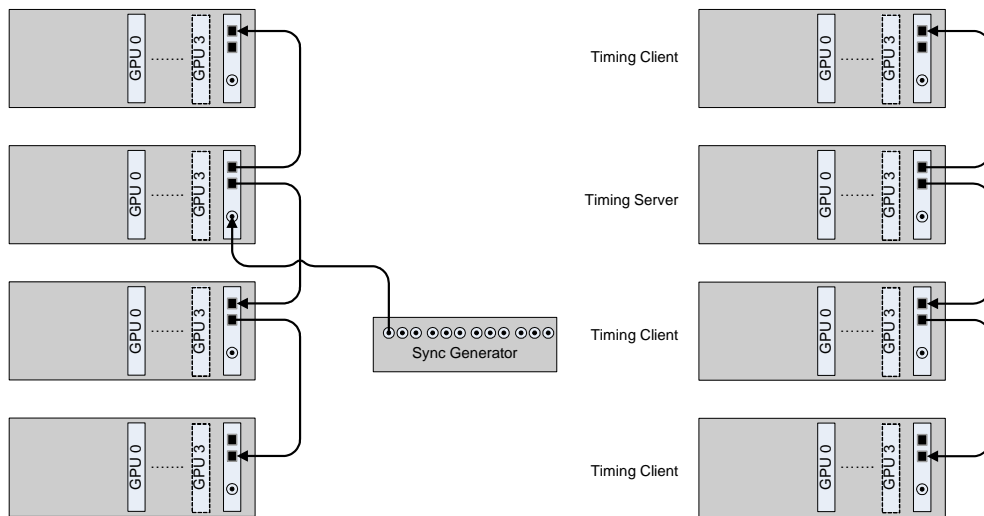 GPU 0
........
GPU 3
Timing Client
GPU 0
........
GPU 3
GPU 0
........
GPU 3
Timing Server
GPU 0
........
GPU 3
GPU 0
........
GPU 3
Sync Generator
Timing Client
GPU 0
........
GPU 3
GPU 0
........
GPU 3
Timing Client
GPU 0
........
GPU 3